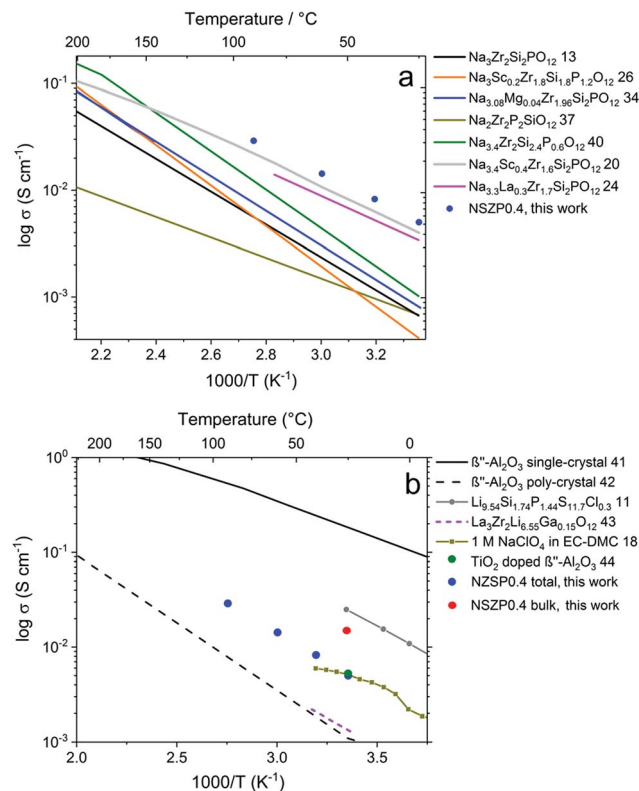 Temperature / °C
200 150 100 50
a
10⁻¹
10⁻²
10⁻³
log σ (S cm⁻¹)
2.2 2.4 2.6 2.8 3.0 3.2
1000/T (K⁻¹)
Na₃Zr₂Si₂PO₁₂ 13
Na₃Sc₀.₂Zr₁.₈Si₁.₈P₁.₂O₁₂ 26
Na₃.₀₈Mg₀.₀₄Zr₁.₉₆Si₂PO₁₂ 34
Na₂Zr₂P₂SiO₁₂ 37
Na₃.₄Zr₂Si₂.₄P₀.₆O₁₂ 40
Na₃.₄Sc₀.₄Zr₁.₆Si₂PO₁₂ 20
Na₃.₃La₀.₃Zr₁.₇Si₂PO₁₂ 24
NSZP0.4, this work
Temperature (°C)
200 150 100 50 0
b
10⁰
10⁻¹
10⁻²
10⁻³
log σ (S cm⁻¹)
2.0 2.5 3.0 3.5
1000/T (K⁻¹)
ß"-Al₂O₃ single-crystal 41
ß"-Al₂O₃ poly-crystal 42
Li₉.₅₄Si₁.₇₄P₁.₄₄S₁₁.₇Cl₀.₃ 11
La₃Zr₂Li₆.₅₅Ga₀.₁₅O₁₂ 43
1 M NaClO₄ in EC-DMC 18
TiO₂ doped ß"-Al₂O₃ 44
NZSP0.4 total, this work
NSZP0.4 bulk, this work